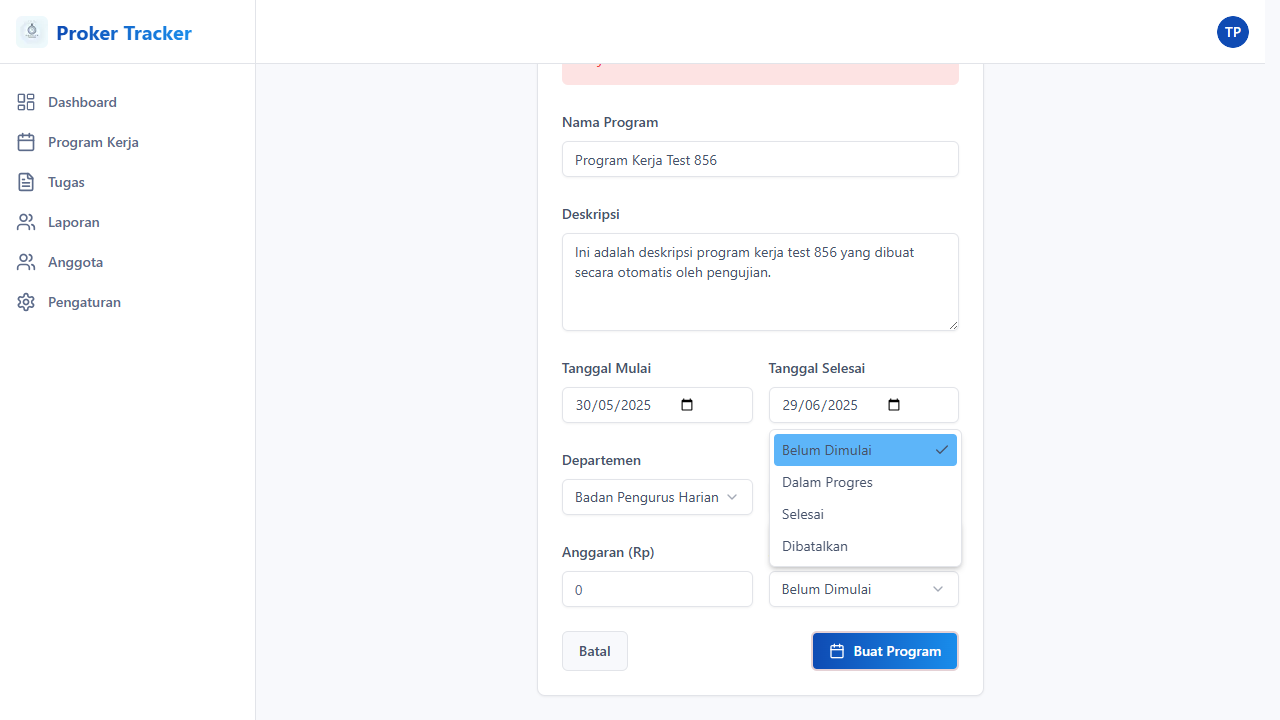 Proker Tracker
TP
Dashboard
Program Kerja
Tugas
Laporan
Anggota
Pengaturan
Nama Program
Program Kerja Test 856
Deskripsi
Ini adalah deskripsi program kerja test 856 yang dibuat
secara otomatis oleh pengujian.
Tanggal Mulai
Tanggal Selesai
30/05/2025
29/06/2025
Departemen
Badan Pengurus Harian
Belum Dimulai
Dalam Progres
Selesai
Dibatalkan
Anggaran (Rp)
0
Belum Dimulai
Batal
Buat Program